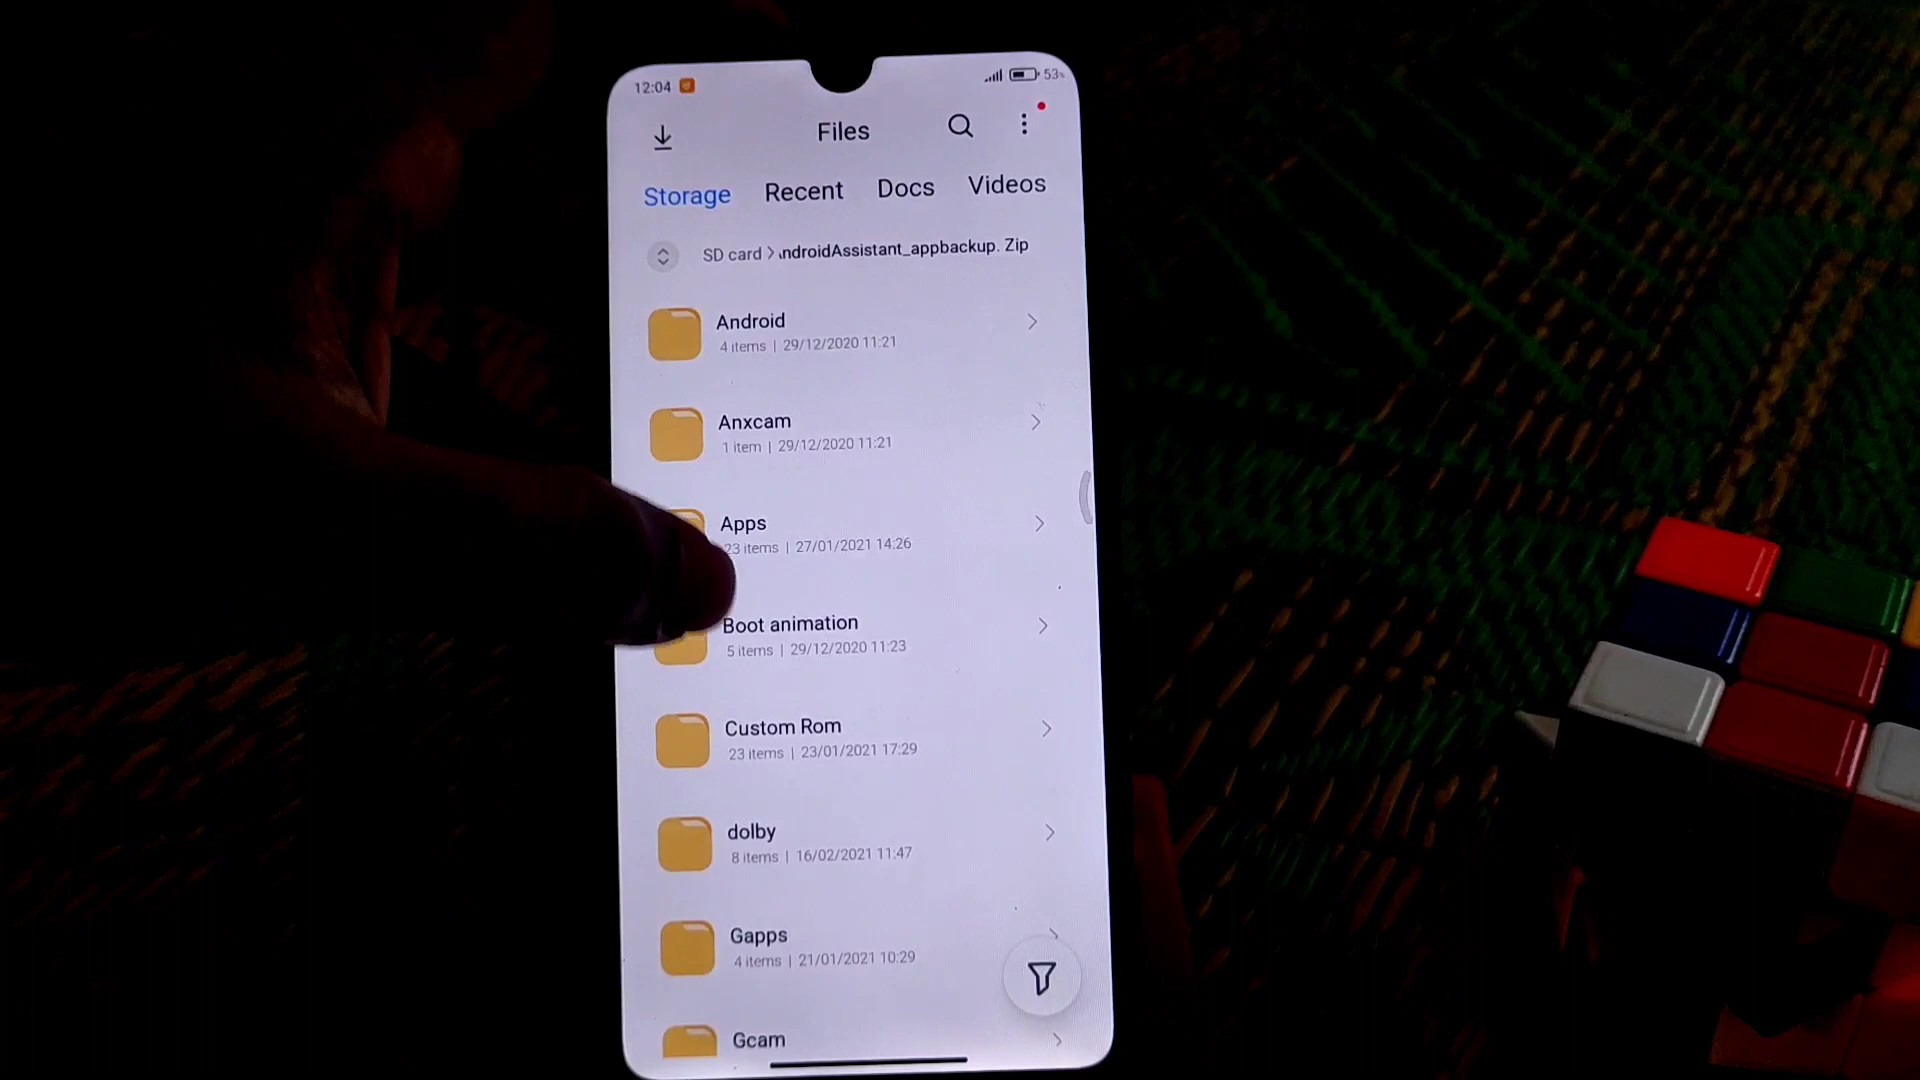 12:04 53%
Files
Storage Recent Docs Videos
SD card ndroidAssistant_appbackup. Zip
Android
4 items | 29/12/2020 11:21
Anxcam
1 item | 29/12/2020 11:21
Apps
23 items | 27/01/2021 14:26
Boot animation
5 items | 29/12/2020 11:23
Custom Rom
23 items | 23/01/2021 17:29
dolby
8 items | 16/02/2021 11:47
Gapps
4 items | 21/01/2021 10:29
Gcam